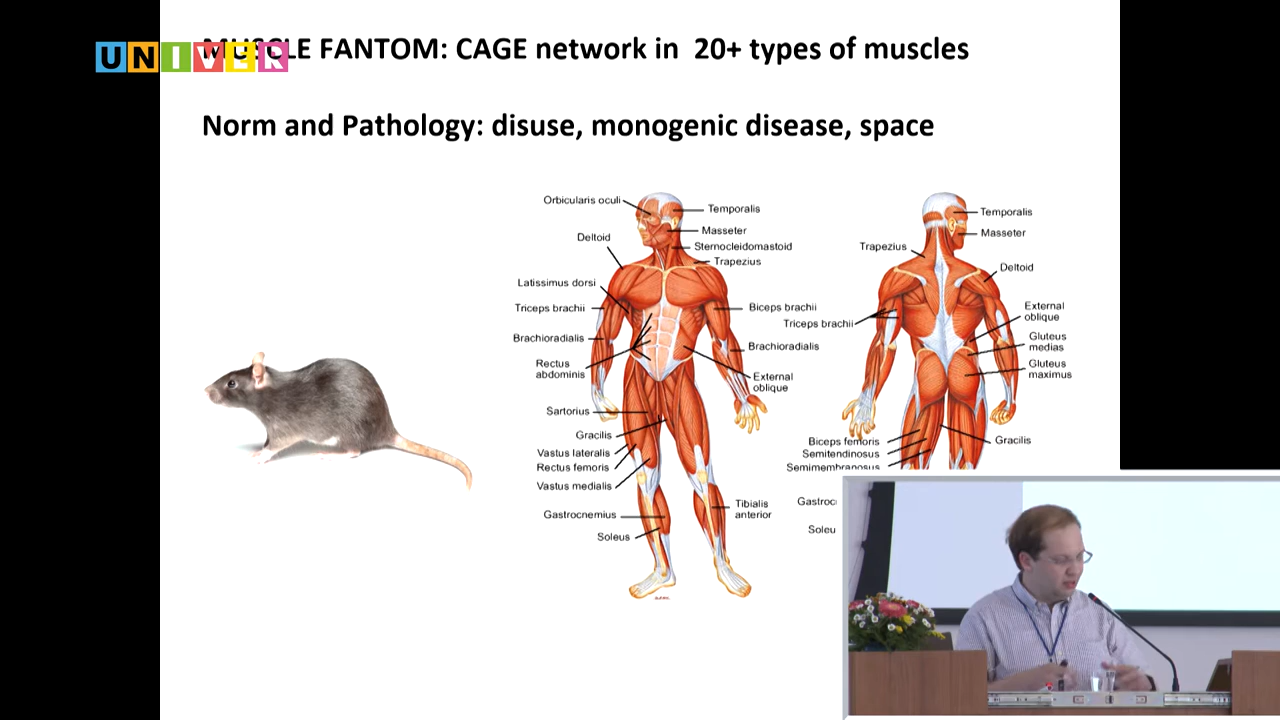 UNIVER
MUSCLE FANTOM: CAGE network in 20+ types of muscles
Norm and Pathology: disuse, monogenic disease, space
Orbicularis oculi
Temporalis
Masseter
Deltoid
Sternocleidomastoid
Trapezius
Latissimus dorsi
Triceps brachii
Biceps brachii
Brachioradialis
Brachioradialis
Rectus
abdominis
External
oblique
Sartorius
Gracilis
Vastus lateralis
Rectus femoris
Vastus medialis
Gastrocnemius
Tibialis
anterior
Soleus
Temporalis
Masseter
Trapezius
Deltoid
Triceps brachii
External
oblique
Gluteus
medias
Gluteus
maximus
Biceps femoris
Gracilis
Semitendinosus
Semimembranosus
Gastroc
Soleu